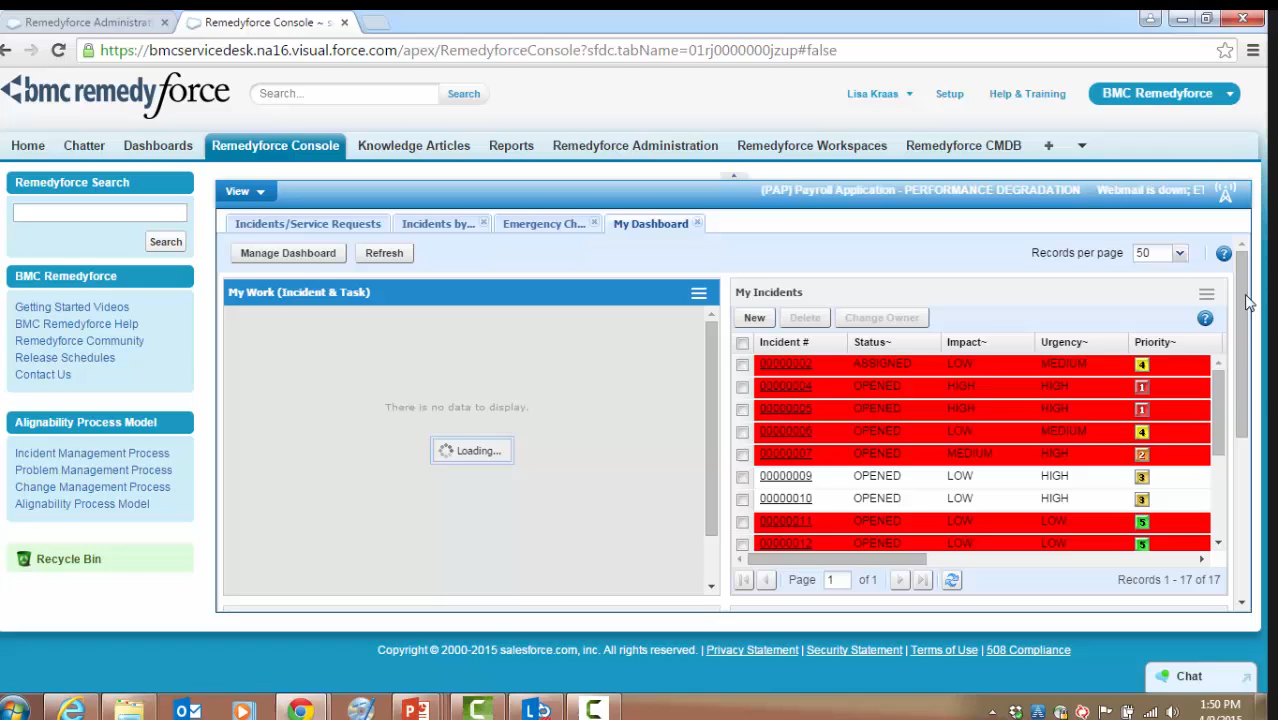 Remedyforce Administrat
Remedyforce Console ~ s
https://bmcservicedesk.na16.visual.force.com/apex/RemedyforceConsole?sfdc.tabName=01rj0000000jzup#false
bmc remedyforce
Search...
Search
Lisa Kraas
Setup
Help & Training
BMC Remedyforce
Home
Chatter
Dashboards
Remedyforce Console
Knowledge Articles
Reports
Remedyforce Administration
Remedyforce Workspaces
Remedyforce CMDB
+
Remedyforce Search
Search
BMC Remedyforce
Getting Started Videos
BMC Remedyforce Help
Remedyforce Community
Release Schedules
Contact Us
Alignability Process Model
Incident Management Process
Problem Management Process
Change Management Process
Alignability Process Model
Recycle Bin
View
(PAP) Payroll Application - PERFORMANCE DEGRADATION
Webmail is down; E
Incidents/Service Requests
Incidents by...
Emergency Ch...
My Dashboard
Manage Dashboard
Refresh
Records per page 50
My Work (Incident & Task)
There is no data to display.
Loading...
My Incidents
New Delete Change Owner
Incident # Status~ Impact~ Urgency~ Priority~
00000002 ASSIGNED LOW MEDIUM 4
00000004 OPENED HIGH HIGH 1
00000005 OPENED HIGH HIGH 1
00000006 OPENED LOW MEDIUM 4
00000007 OPENED MEDIUM HIGH 2
00000009 OPENED LOW HIGH 3
00000010 OPENED LOW HIGH 3
00000011 OPENED LOW LOW 5
00000012 OPENED LOW LOW 5
Page 1 of 1
Records 1 - 17 of 17
Copyright © 2000-2015 salesforce.com, inc. All rights reserved. | Privacy Statement | Security Statement | Terms of Use | 508 Compliance
Chat
1:50 PM
4/9/2015